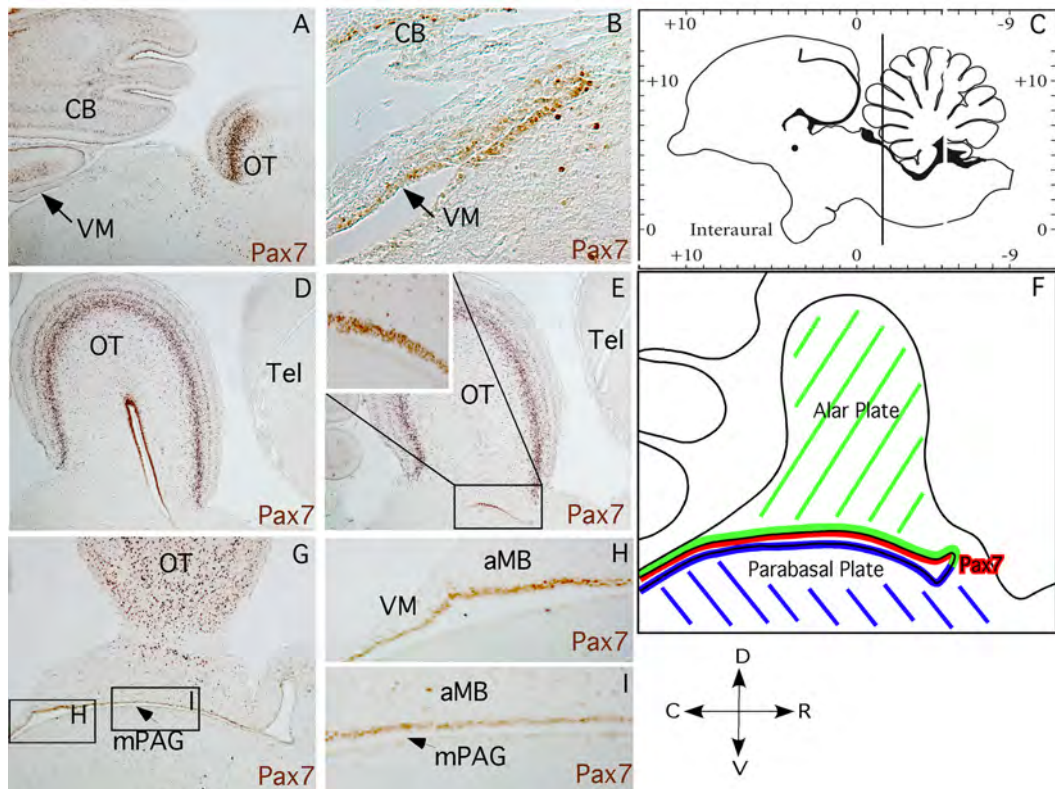 A
CB
OT
VM
Pax7
B
CB
VM
Pax7
C
+10 0 -9
+10 +10
0 0
Interaural
+10 0 -9
D
OT
Tel
Pax7
E
Tel
OT
Pax7
F
Alar Plate
Parabasal Plate
Pax7
G
OT
H
I
mPAG
Pax7
H
aMB
VM
Pax7
I
aMB
mPAG
Pax7
D
C R
V